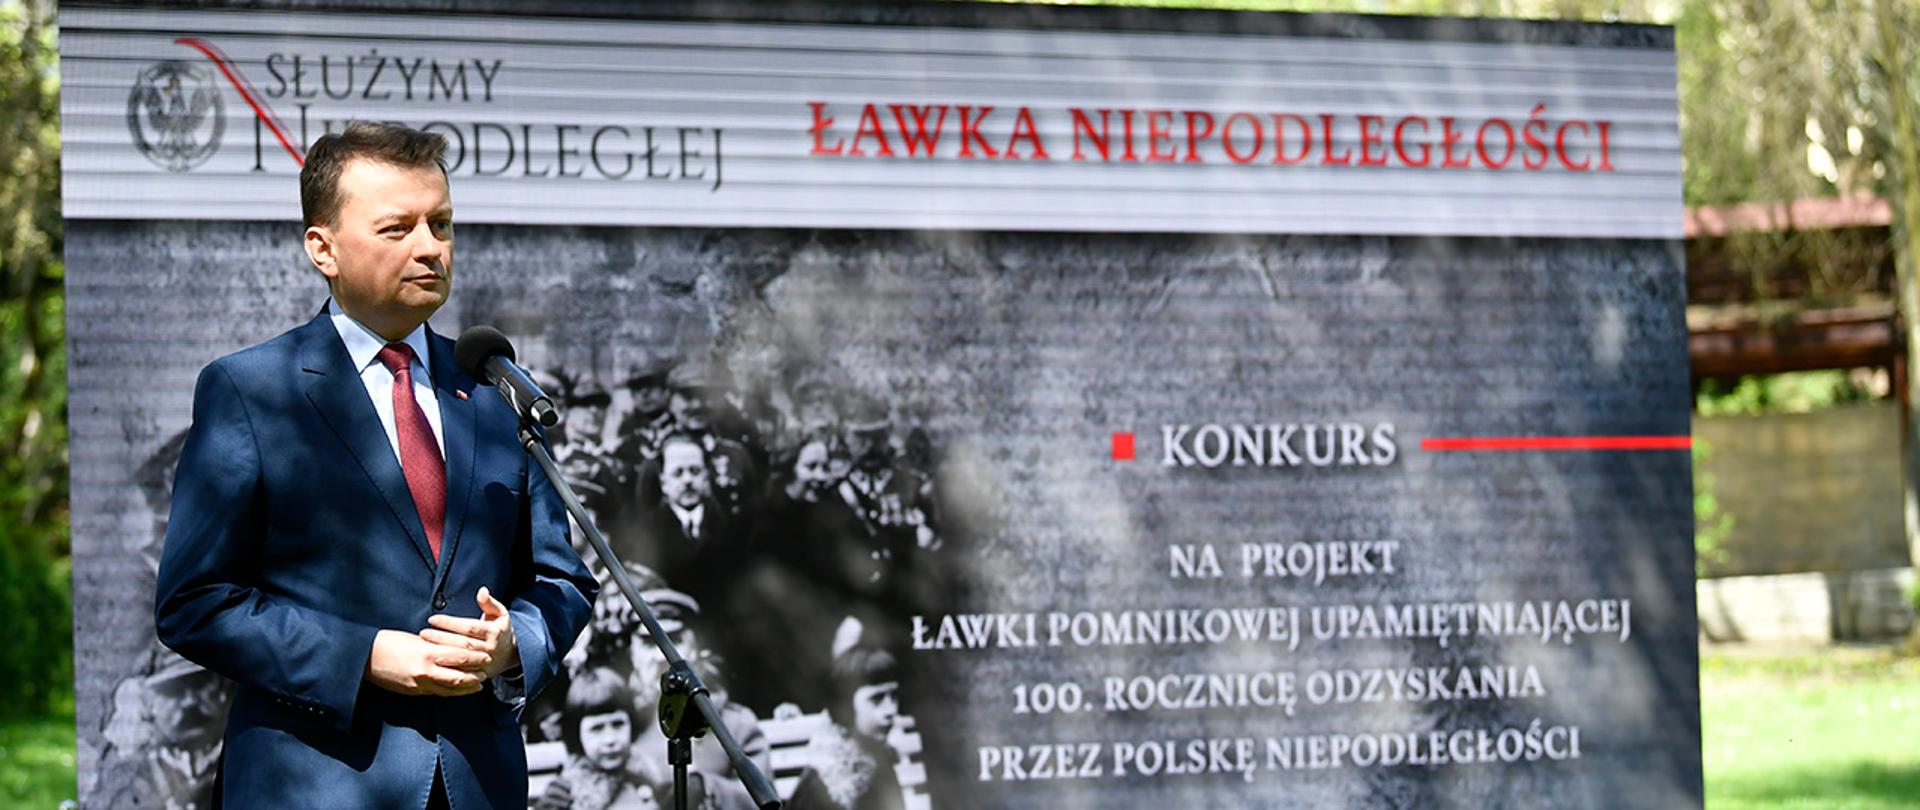 SŁUŻYMY
NIEPODLEGŁEJ
ŁAWKA NIEPODLEGŁOŚCI
KONKURS
NA PROJEKT
ŁAWKI POMNIKOWEJ UPAMIĘTNIAJĄCEJ
100. ROCZNICĘ ODZYSKANIA
PRZEZ POLSKĘ NIEPODLEGŁOŚCI